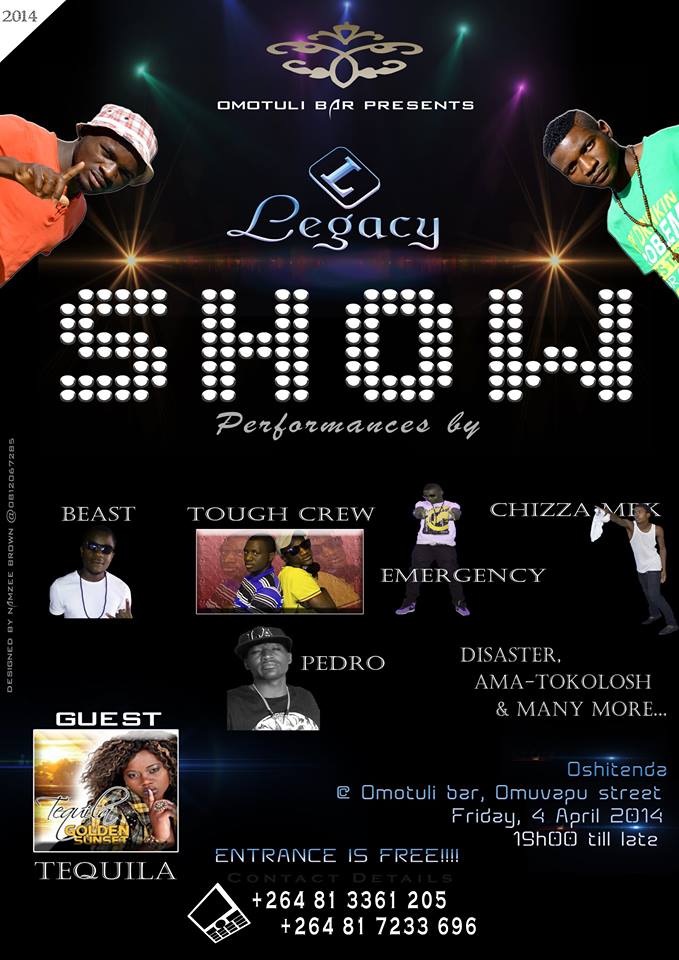 2014
OMOTULI BAR PRESENTS
L
Legacy
SHOW
Performances by
BEAST
TOUGH CREW
CHIZZA MBK
EMERGENCY
PEDRO
DISASTER,
AMA-TOKOLOSH
& MANY MORE...
GUEST
Tequila
GOLDEN
SUNSET
TEQUILA
Oshitenda
@ Omotuli bar, Omuvapu street
Friday, 4 April 2014
19h00 till late
ENTRANCE IS FREE!!!!
Contact Details
+264 81 3361 205
+264 81 7233 696
DESIGNED BY NAMZEE BROWN @0812067285